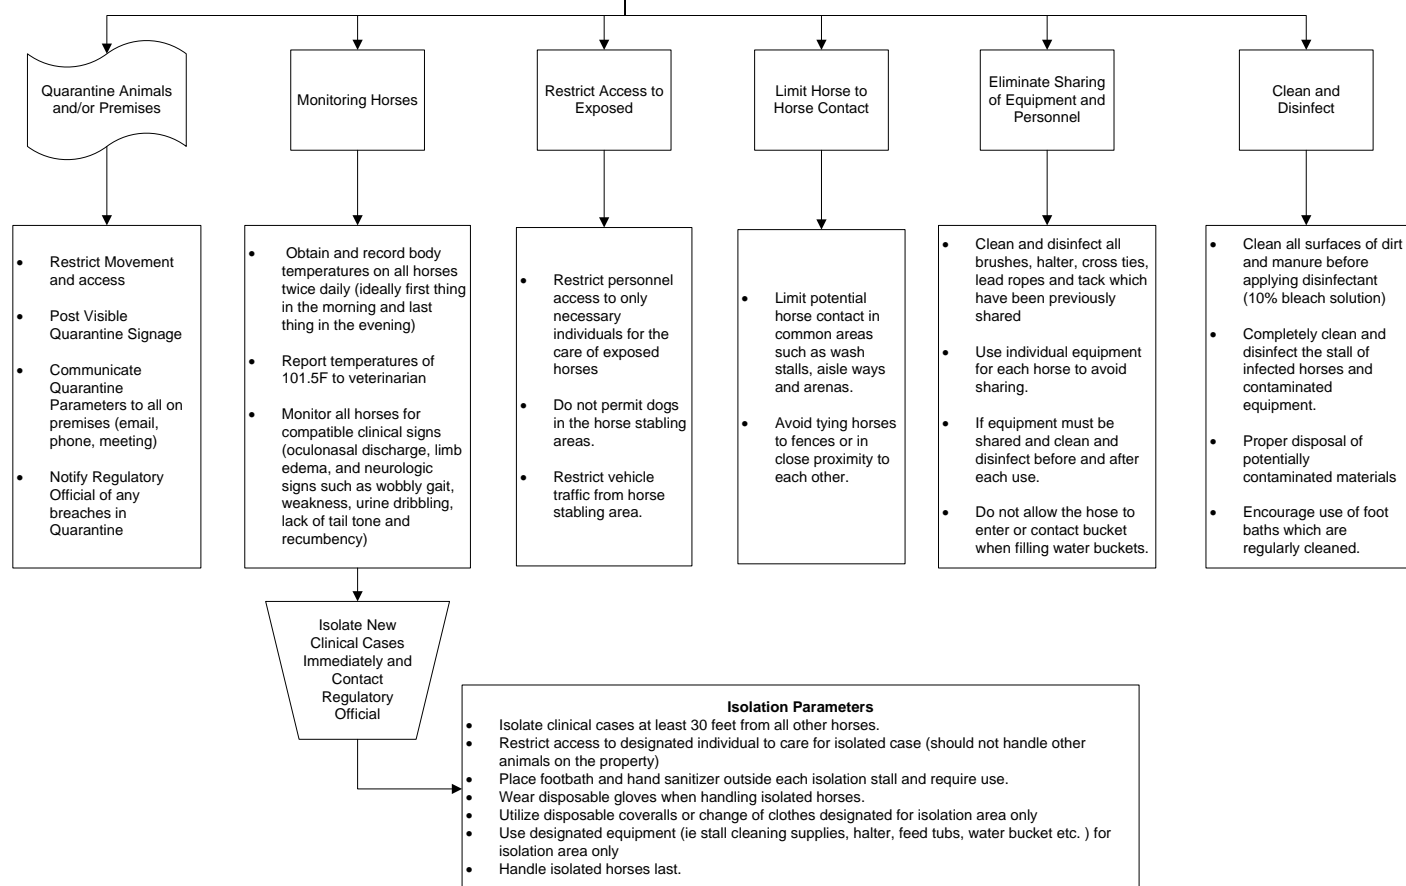 Quarantine Animals
and/or Premises
Monitoring Horses
Restrict Access to
Exposed
Limit Horse to
Horse Contact
Eliminate Sharing
of Equipment and
Personnel
Clean and
Disinfect
• Restrict Movement
and access
• Post Visible
Quarantine Signage
• Communicate
Quarantine
Parameters to all on
premises (email,
phone, meeting)
• Notify Regulatory
Official of any
breaches in
Quarantine
• Obtain and record body
temperatures on all horses
twice daily (ideally first thing
in the morning and last
thing in the evening)
• Report temperatures of
101.5F to veterinarian
• Monitor all horses for
compatible clinical signs
(oculonasal discharge, limb
edema, and neurologic
signs such as wobbly gait,
weakness, urine dribbling,
lack of tail tone and
recumbency)
• Restrict personnel
access to only
necessary
individuals for the
care of exposed
horses
• Do not permit dogs
in the horse stabling
areas.
• Restrict vehicle
traffic from horse
stabling area.
• Limit potential
horse contact in
common areas
such as wash
stalls, aisle ways
and arenas.
• Avoid tying horses
to fences or in
close proximity to
each other.
• Clean and disinfect all
brushes, halter, cross ties,
lead ropes and tack which
have been previously
shared
• Use individual equipment
for each horse to avoid
sharing.
• If equipment must be
shared and clean and
disinfect before and after
each use.
• Do not allow the hose to
enter or contact bucket
when filling water buckets.
• Clean all surfaces of dirt
and manure before
applying disinfectant
(10% bleach solution)
• Completely clean and
disinfect the stall of
infected horses and
contaminated
equipment.
• Proper disposal of
potentially
contaminated materials
• Encourage use of foot
baths which are
regularly cleaned.
Isolate New
Clinical Cases
Immediately and
Contact
Regulatory
Official
Isolation Parameters
• Isolate clinical cases at least 30 feet from all other horses.
• Restrict access to designated individual to care for isolated case (should not handle other
animals on the property)
• Place footbath and hand sanitizer outside each isolation stall and require use.
• Wear disposable gloves when handling isolated horses.
• Utilize disposable coveralls or change of clothes designated for isolation area only
• Use designated equipment (ie stall cleaning supplies, halter, feed tubs, water bucket etc. ) for
isolation area only
• Handle isolated horses last.